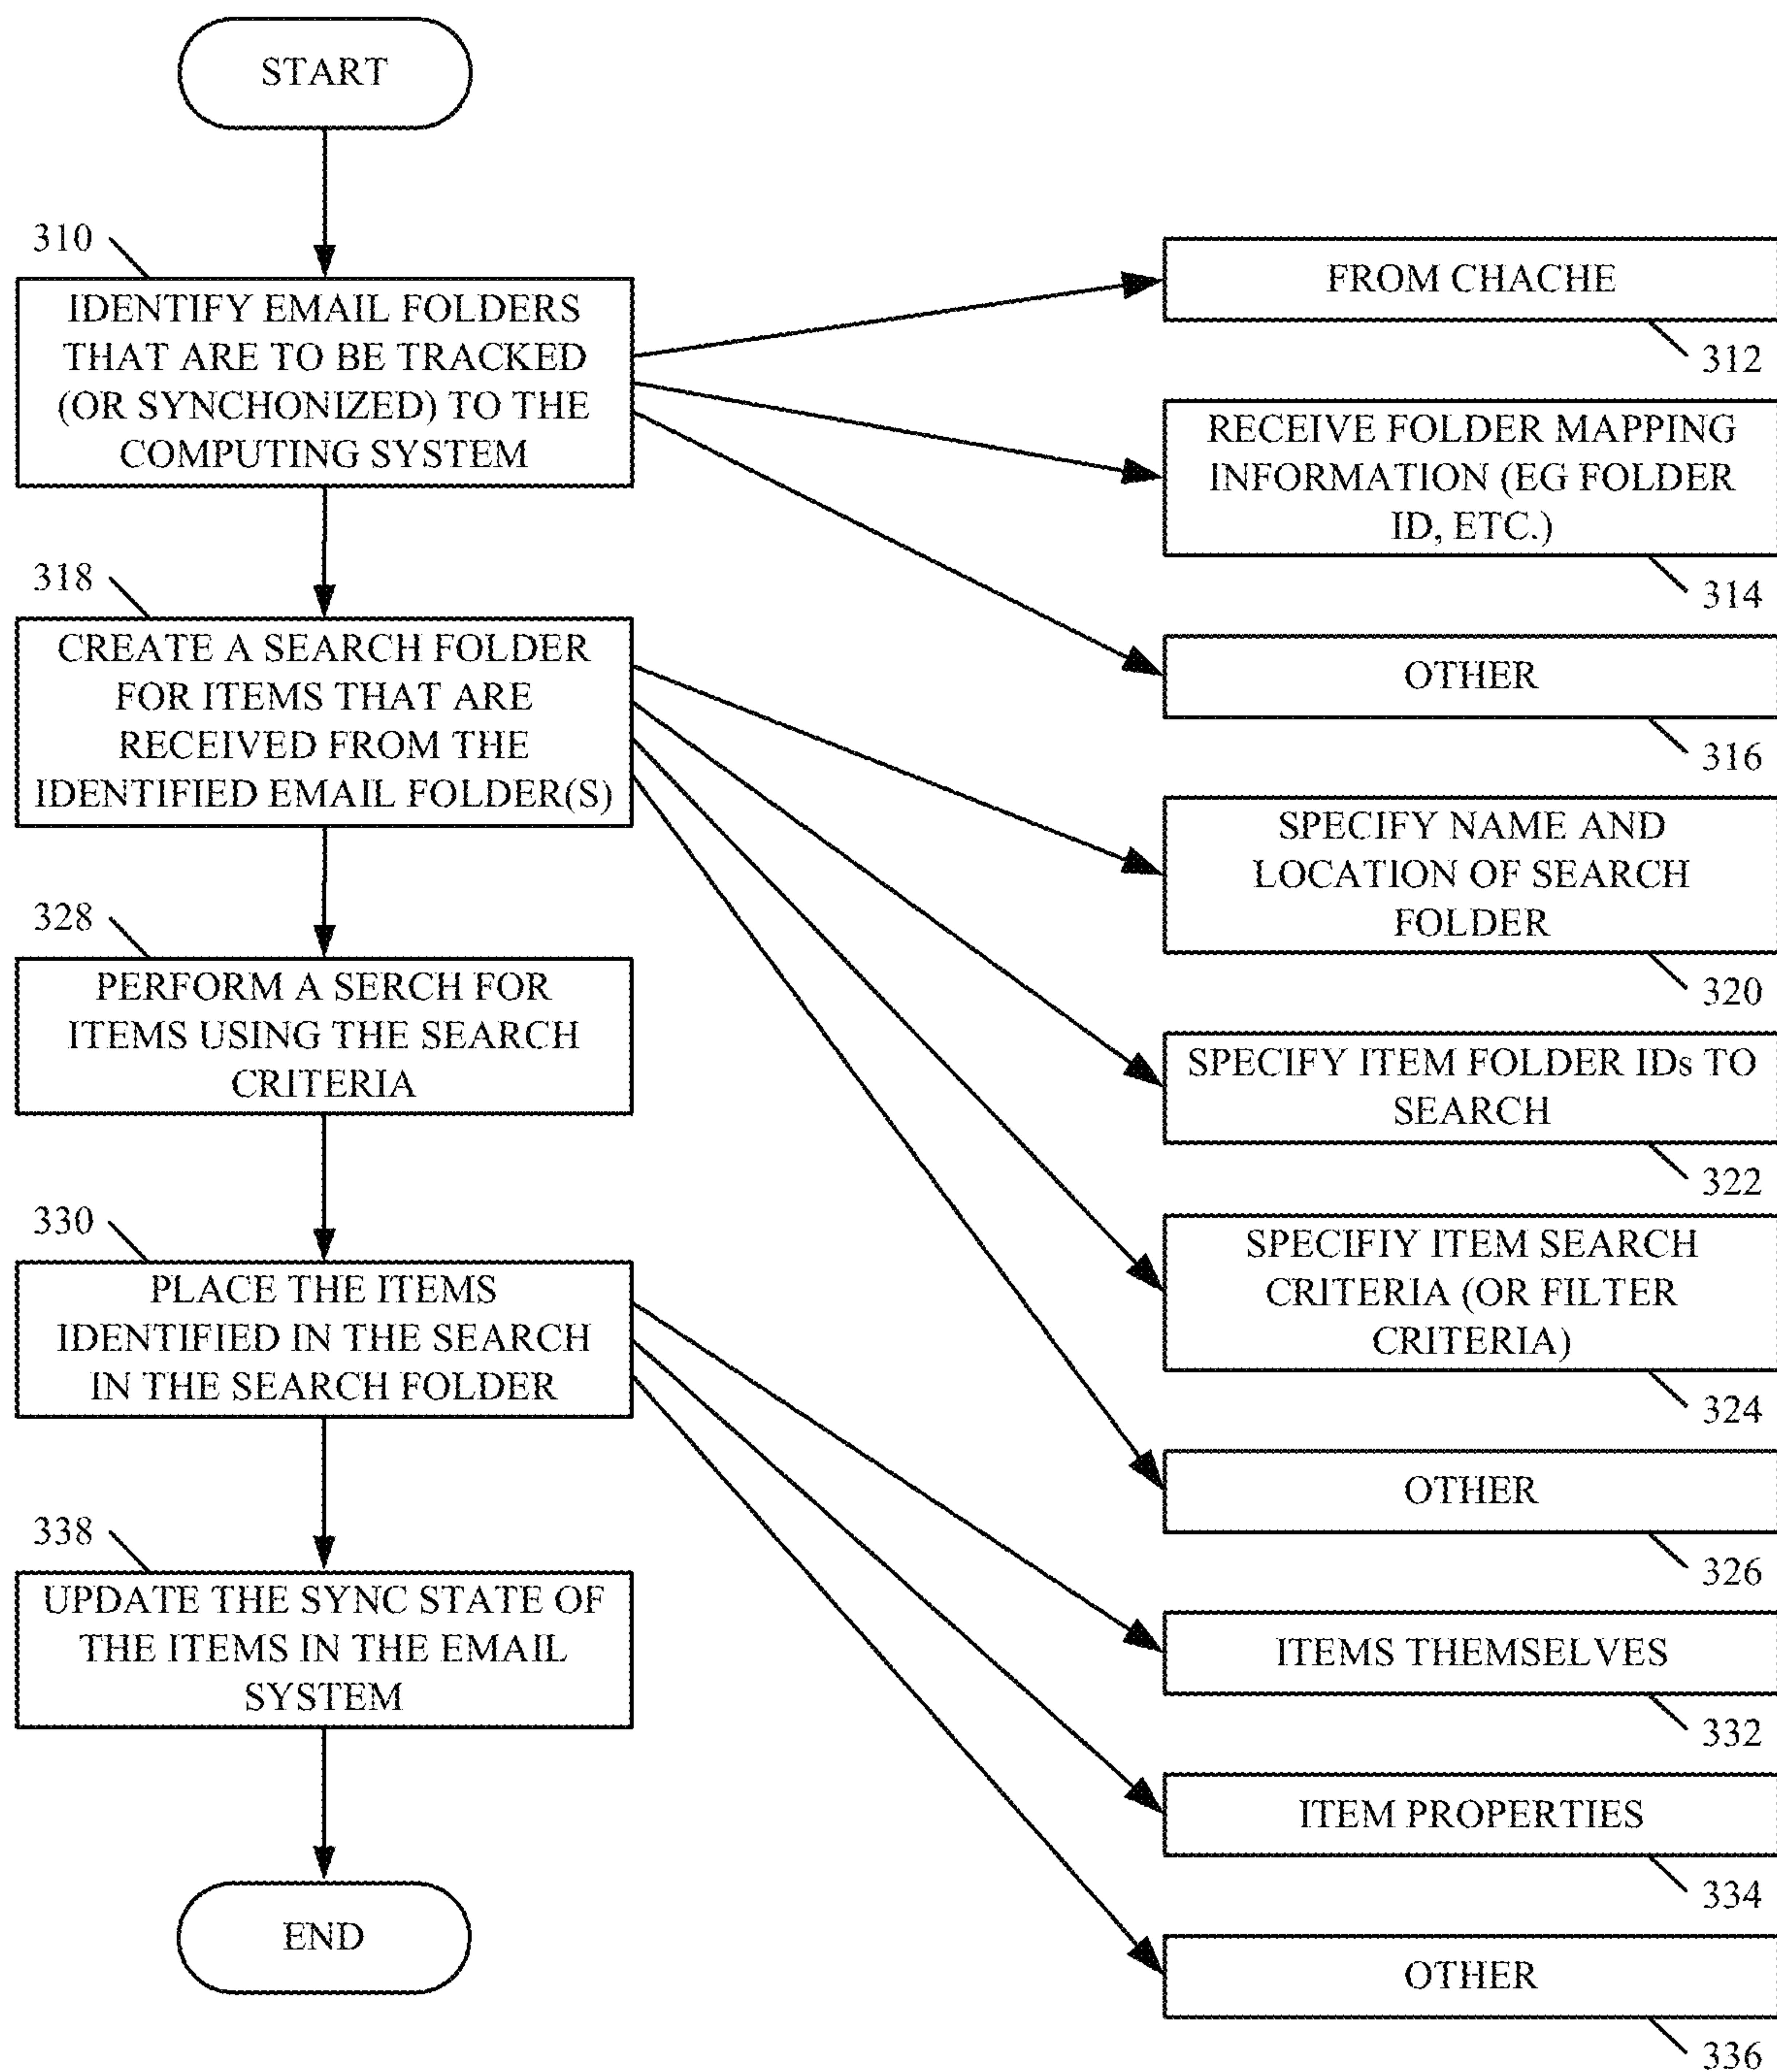 START
310
IDENTIFY EMAIL FOLDERS
THAT ARE TO BE TRACKED
(OR SYNCHONIZED) TO THE
COMPUTING SYSTEM
FROM CHACHE
312
RECEIVE FOLDER MAPPING
INFORMATION (EG FOLDER
ID, ETC.)
314
OTHER
316
318
CREATE A SEARCH FOLDER
FOR ITEMS THAT ARE
RECEIVED FROM THE
IDENTIFIED EMAIL FOLDER(S)
SPECIFY NAME AND
LOCATION OF SEARCH
FOLDER
320
SPECIFY ITEM FOLDER IDs TO
SEARCH
322
SPECIFIY ITEM SEARCH
CRITERIA (OR FILTER
CRITERIA)
324
OTHER
326
328
PERFORM A SERCH FOR
ITEMS USING THE SEARCH
CRITERIA
330
PLACE THE ITEMS
IDENTIFIED IN THE SEARCH
IN THE SEARCH FOLDER
ITEMS THEMSELVES
332
ITEM PROPERTIES
334
OTHER
336
338
UPDATE THE SYNC STATE OF
THE ITEMS IN THE EMAIL
SYSTEM
END